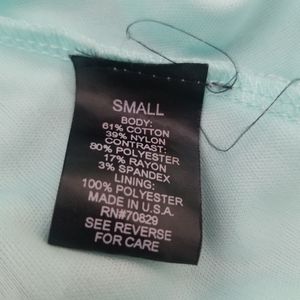 SMALL
BODY:
61% COTTON
39% NYLON
CONTRAST:
80% POLYESTER
17% RAYON
3% SPANDEX
LINING:
100% POLYESTER
MADE IN U.S.A.
RN#70829
SEE REVERSE
FOR CARE